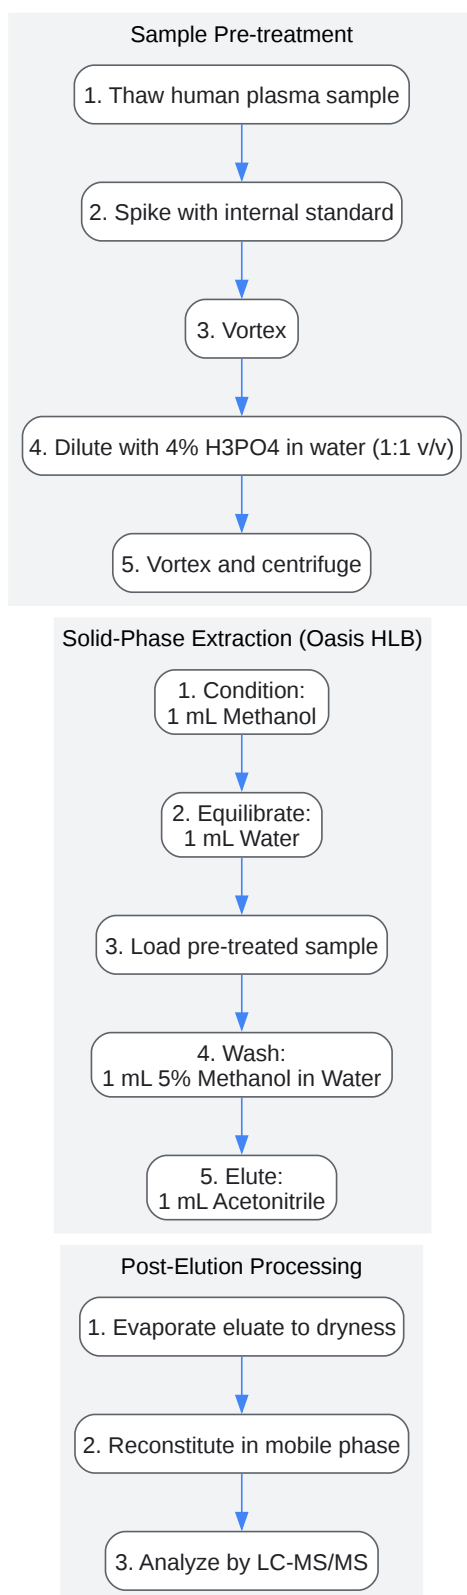 Sample Pre-treatment
1. Thaw human plasma sample
2. Spike with internal standard
3. Vortex
4. Dilute with 4% H3PO4 in water (1:1 v/v)
5. Vortex and centrifuge
Solid-Phase Extraction (Oasis HLB)
1. Condition:
1 mL Methanol
2. Equilibrate:
1 mL Water
3. Load pre-treated sample
4. Wash:
1 mL 5% Methanol in Water
5. Elute:
1 mL Acetonitrile
Post-Elution Processing
1. Evaporate eluate to dryness
2. Reconstitute in mobile phase
3. Analyze by LC-MS/MS